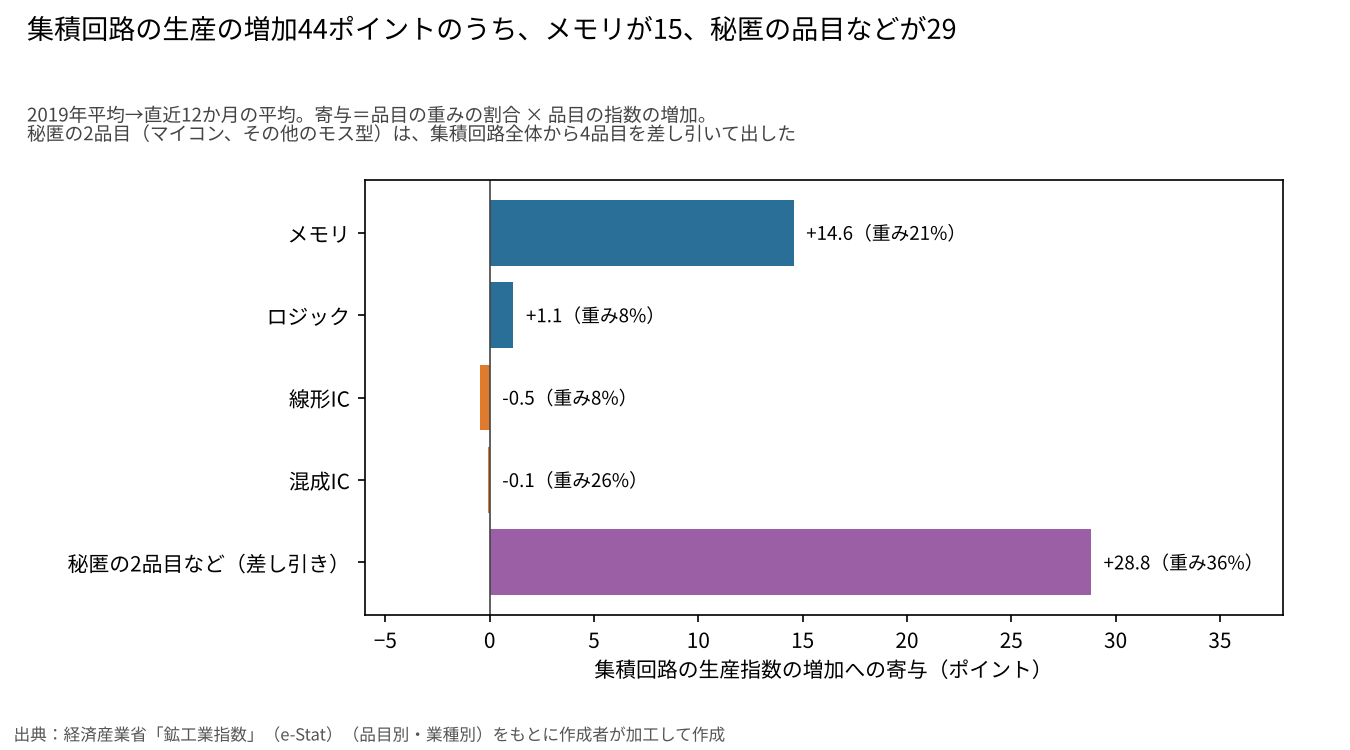 集積回路の生産の増加44ポイントのうち、メモリが15、秘匿の品目などが29
2019年平均→直近12か月の平均。寄与＝品目の重みの割合 × 品目の指数の増加。
秘匿の2品目（マイコン、その他のモス型）は、集積回路全体から4品目を差し引いて出した
メモリ
+14.6（重み21%）
ロジック
+1.1（重み8%）
線形IC
-0.5（重み8%）
混成IC
-0.1（重み26%）
秘匿の2品目など（差し引き）
+28.8（重み36%）
−5 0 5 10 15 20 25 30 35
集積回路の生産指数の増加への寄与（ポイント）
出典：経済産業省「鉱工業指数」（e-Stat）（品目別・業種別）をもとに作成者が加工して作成